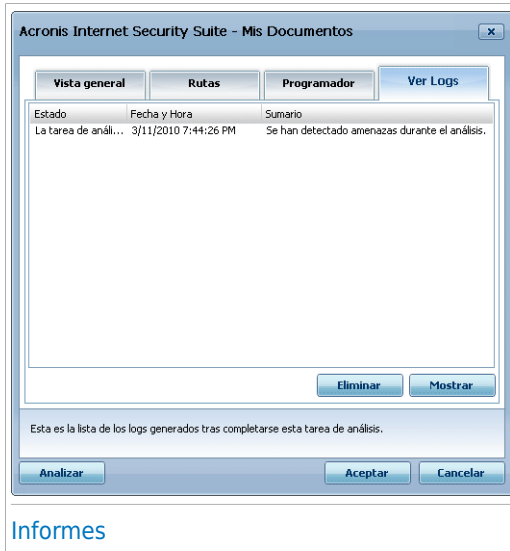 Acronis Internet Security Suite - Mis Documentos
Vista general Rutas Programador Ver Logs
Estado Fecha y Hora Sumario
La tarea de análi... 3/11/2010 7:44:26 PM Se han detectado amenazas durante el análisis.
Eliminar Mostrar
Esta es la lista de los logs generados tras completarse esta tarea de análisis.
Analizar Aceptar Cancelar
Informes